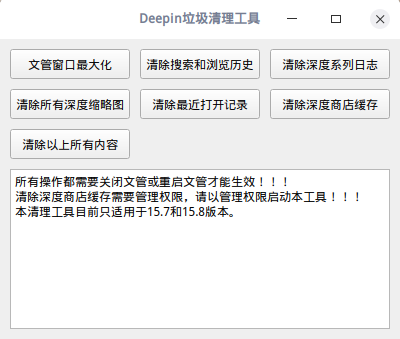 Deepin垃圾清理工具
文管窗口最大化
清除搜索和浏览历史
清除深度系列日志
清除所有深度缩略图
清除最近打开记录
清除深度商店缓存
清除以上所有内容
所有操作都需要关闭文管或重启文管才能生效！！！
清除深度商店缓存需要管理权限，请以管理权限启动本工具！！！
本清理工具目前只适用于15.7和15.8版本。